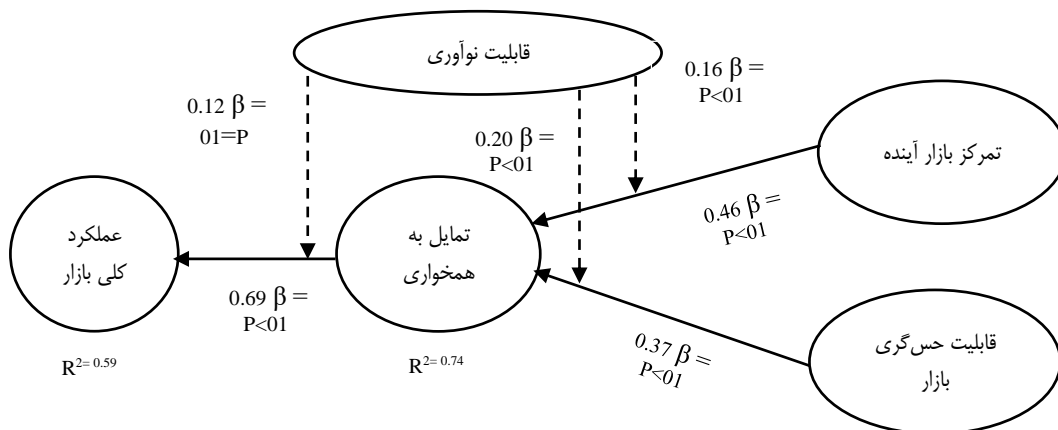 قابلیت نوآوری
0.16 β =
P<01
0.12 β =
01=P
0.20 β =
P<01
تمرکز بازار آینده
0.46 β =
P<01
تمایل به
همخواری
عملکرد
کلی بازار
0.69 β =
P<01
0.37 β =
P<01
قابلیت حس‌گری
بازار
R²⁼ ⁰·⁵⁹
R²⁼ ⁰·⁷⁴